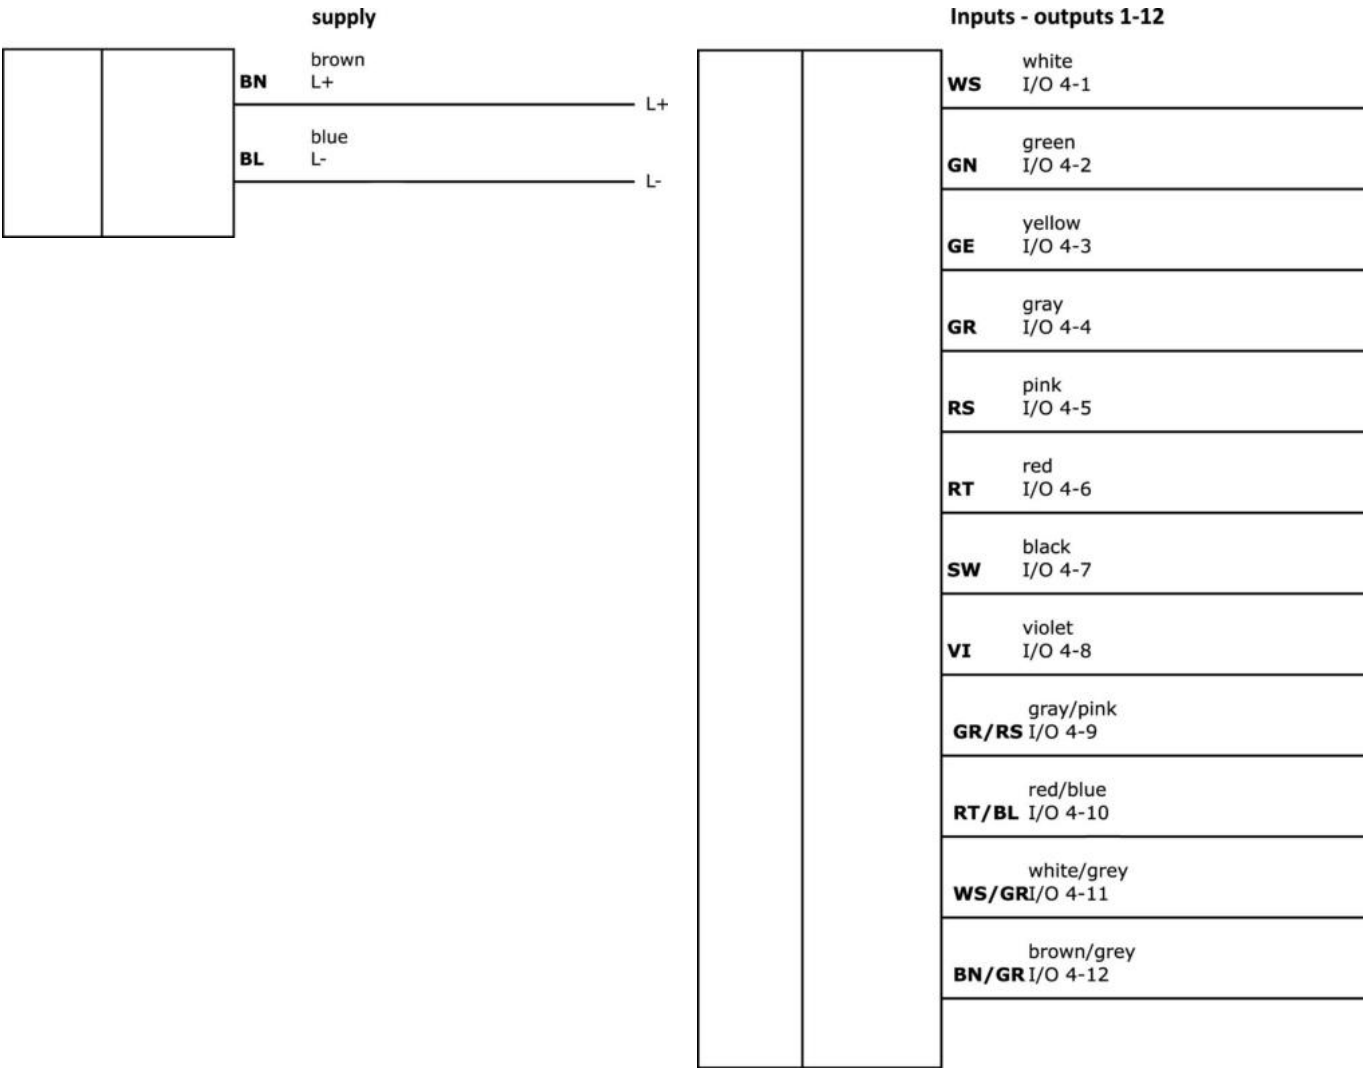 supply
brown
BN L+
L+
blue
BL L-
L-
Inputs - outputs 1-12
white
WS I/O 4-1
green
GN I/O 4-2
yellow
GE I/O 4-3
gray
GR I/O 4-4
pink
RS I/O 4-5
red
RT I/O 4-6
black
SW I/O 4-7
violet
VI I/O 4-8
gray/pink
GR/RS I/O 4-9
red/blue
RT/BL I/O 4-10
white/grey
WS/GR I/O 4-11
brown/grey
BN/GR I/O 4-12